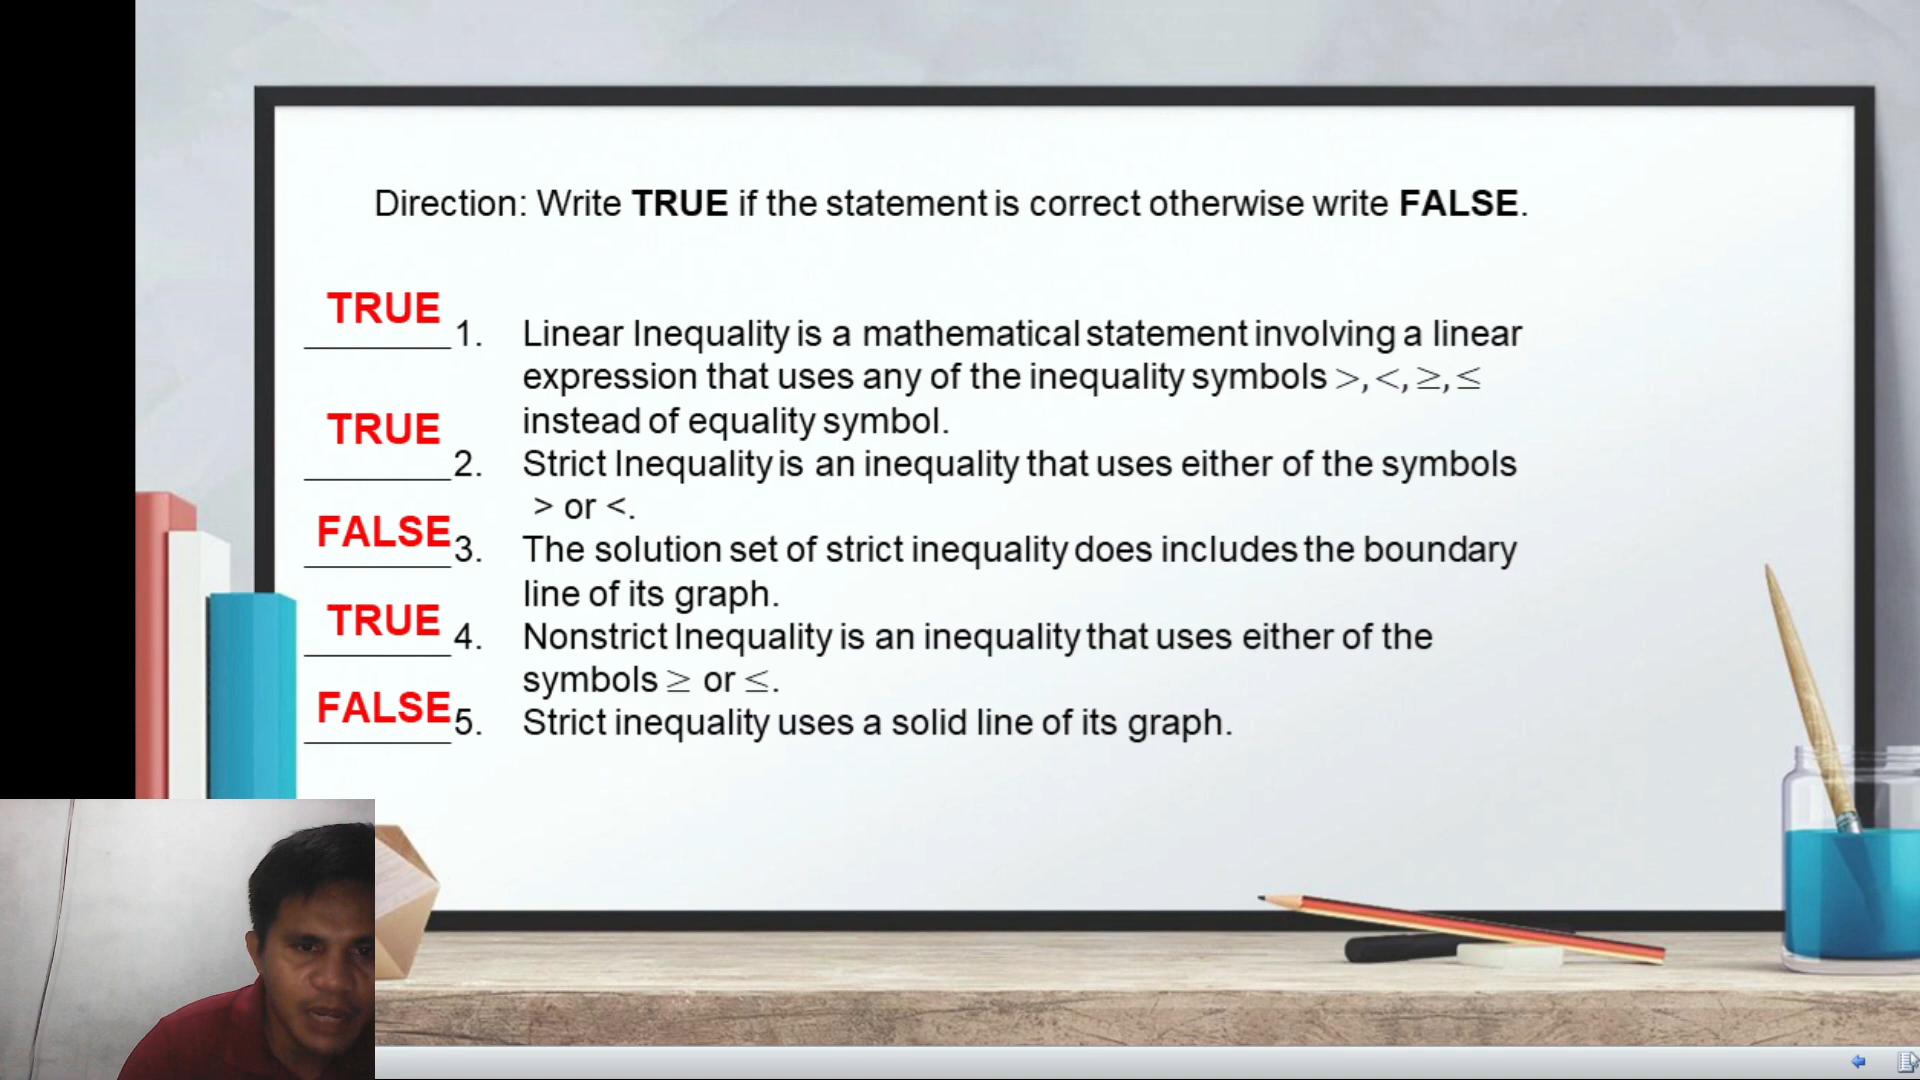 Direction: Write TRUE if the statement is correct otherwise write FALSE.
TRUE
1. Linear Inequality is a mathematical statement involving a linear
expression that uses any of the inequality symbols >, <, ≥, ≤
instead of equality symbol.
TRUE
2. Strict Inequality is an inequality that uses either of the symbols
> or <.
FALSE
3. The solution set of strict inequality does includes the boundary
line of its graph.
TRUE
4. Nonstrict Inequality is an inequality that uses either of the
symbols ≥ or ≤.
FALSE
5. Strict inequality uses a solid line of its graph.